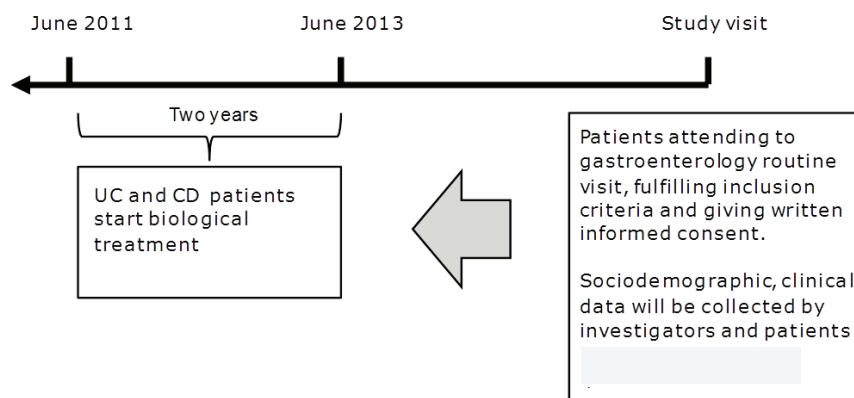 June 2011
June 2013
Study visit
Two years
UC and CD patients
start biological
treatment
Patients attending to
gastroenterology routine
visit, fulfilling inclusion
criteria and giving written
informed consent.
Sociodemographic, clinical
data will be collected by
investigators and patients